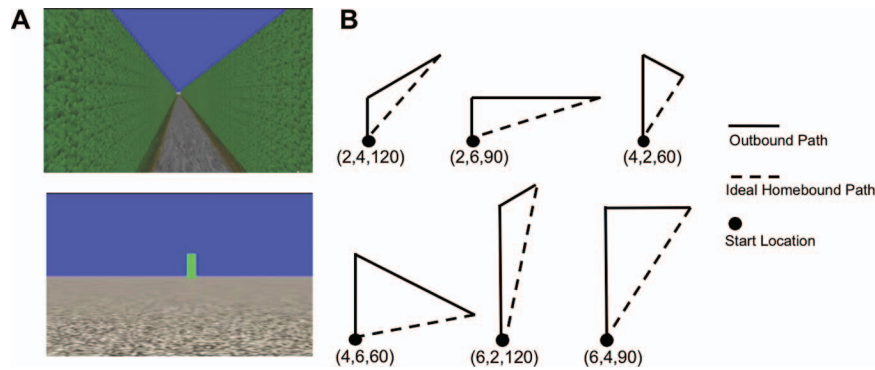 A
B
(2,4,120)
(2,6,90)
(4,2,60)
Outbound Path
Ideal Homebound Path
Start Location
(4,6,60)
(6,2,120)
(6,4,90)